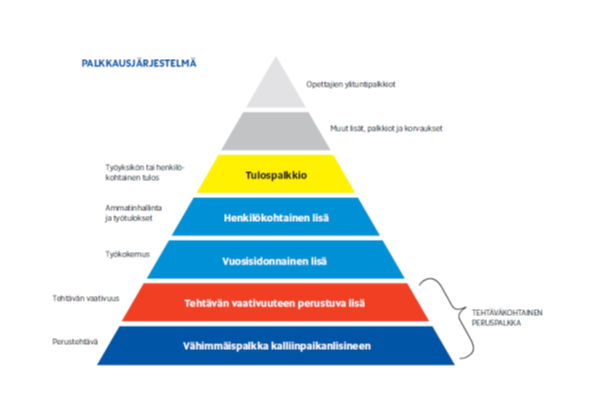 PALKKAUSJÄRJESTELMÄ
Opettajien ylituntipalkkiot
Muut lisät, palkkiot ja korvaukset
Työyksikön tai henkilö-
kohtainen tulos
Tulospalkkio
Ammatinhallinta
ja työtulokset
Henkilökohtainen lisä
Työkokemus
Vuosisidonnainen lisä
Tehtävän vaativuus
Tehtävän vaativuuteen perustuva lisä
TEHTÄVÄKOHTAINEN
PERUSPALKKA
Perustehtävä
Vähimmäispalkka kalliinpaikanlisineen